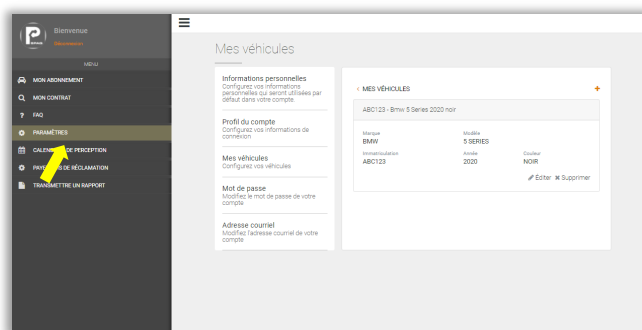 Bienvenue
Déconnexion
MENU
MON ABONNEMENT
MON CONTRAT
? FAQ
PARAMÈTRES
DE PERCEPTION
DE RÉCLAMATION
TRANSMETTRE UN RAPPORT
Mes véhicules
Informations personnelles
Configurez vos informations
personnelles qui seront utilisées par
défaut dans votre compte.
Profil du compte
Configurez vos informations de
connexion
Mes véhicules
Configurez vos véhicules
Mot de passe
Modifiez le mot de passe de votre
compte
Adresse courriel
Modifiez l'adresse courriel de votre
compte
< MES VÉHICULES +
ABC123 - Bmw 5 Series 2020 noir
Marque Modèle
BMW 5 SERIES
Immatriculation Année Couleur
ABC123 2020 NOIR
Éditer Supprimer